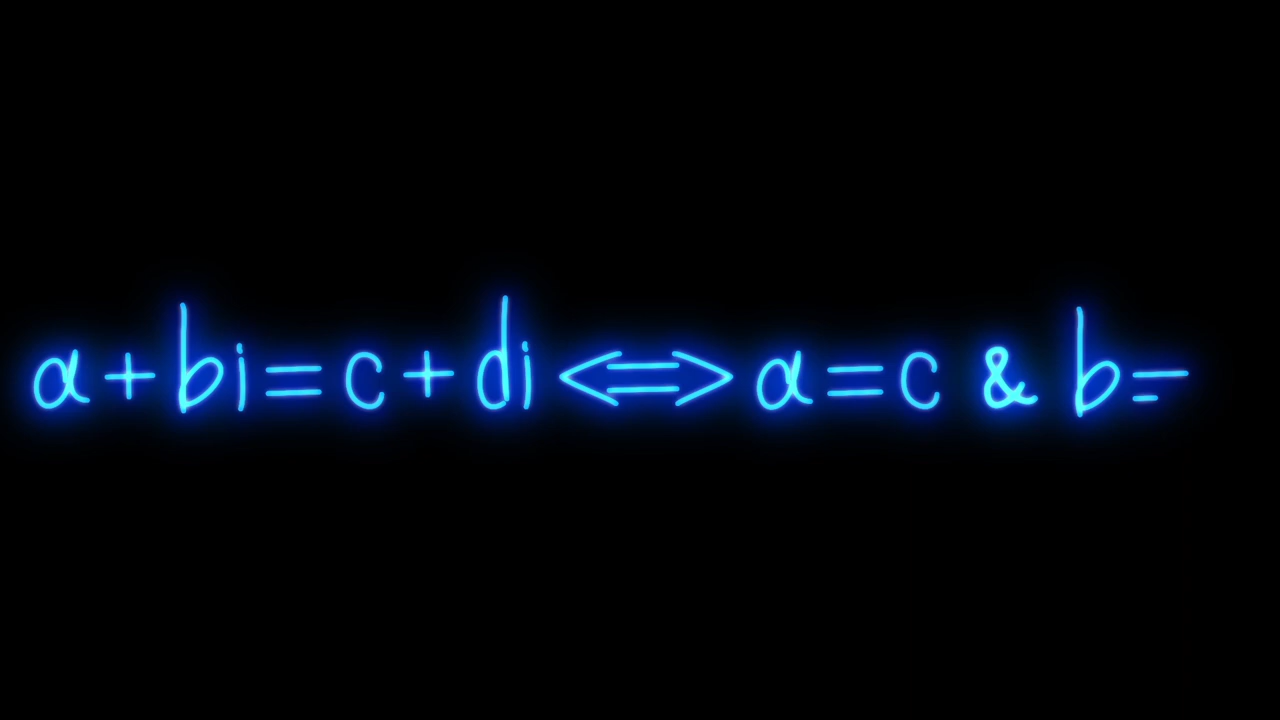 a + bi = c + di ⇔ a = c & b =